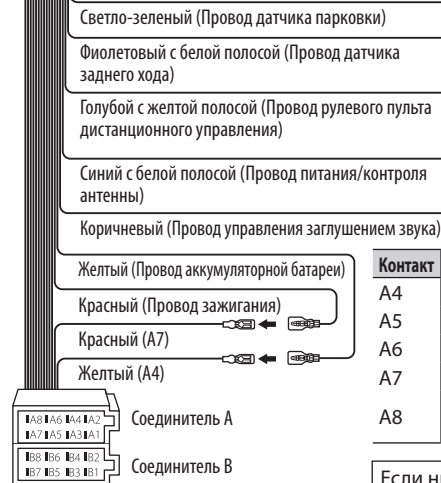 Светло-зеленый (Провод датчика парковки)
Фиолетовый с белой полосой (Провод датчика
заднего хода)
Голубой с желтой полосой (Провод рулевого пульта
дистанционного управления)
Синий с белой полосой (Провод питания/контроля
антенны)
Коричневый (Провод управления заглушением звука)
Желтый (Провод аккумуляторной батареи)
Красный (Провод зажигания)
Красный (A7)
Желтый (A4)
Контакт
A4
A5
A6
A7
A8
A8 A6 A4 A2
A7 A5 A3 A1
Соединитель A
B8 B6 B4 B2
B7 B5 B3 B1
Соединитель B
Если